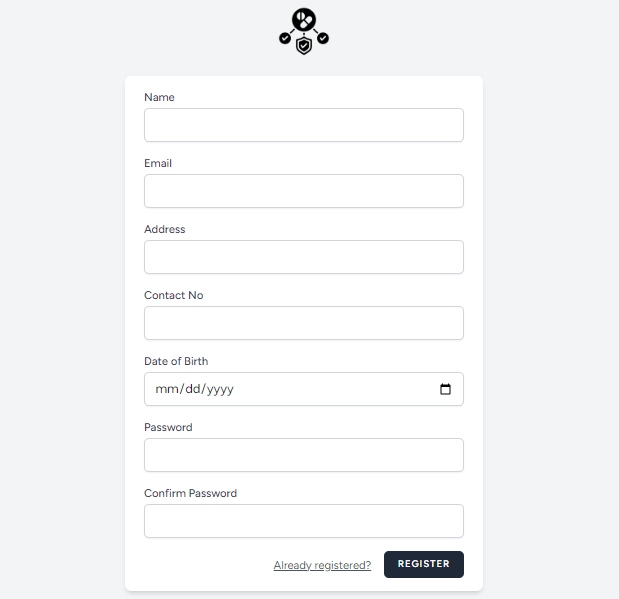 Name
Email
Address
Contact No
Date of Birth
mm/dd/yyyy
Password
Confirm Password
Already registered? REGISTER